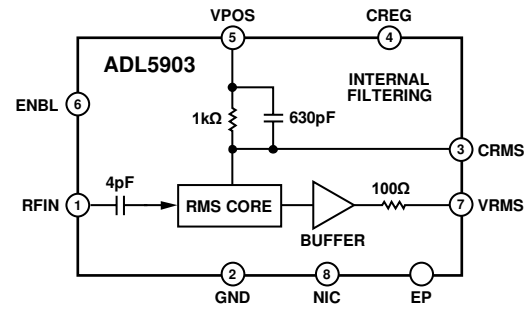 VPOS
CREG
5
4
ADL5903
INTERNAL
FILTERING
ENBL
6
1kΩ
630pF
3
CRMS
4pF
100Ω
RFIN
1
RMS CORE
7
VRMS
BUFFER
2
8
GND
NIC
EP